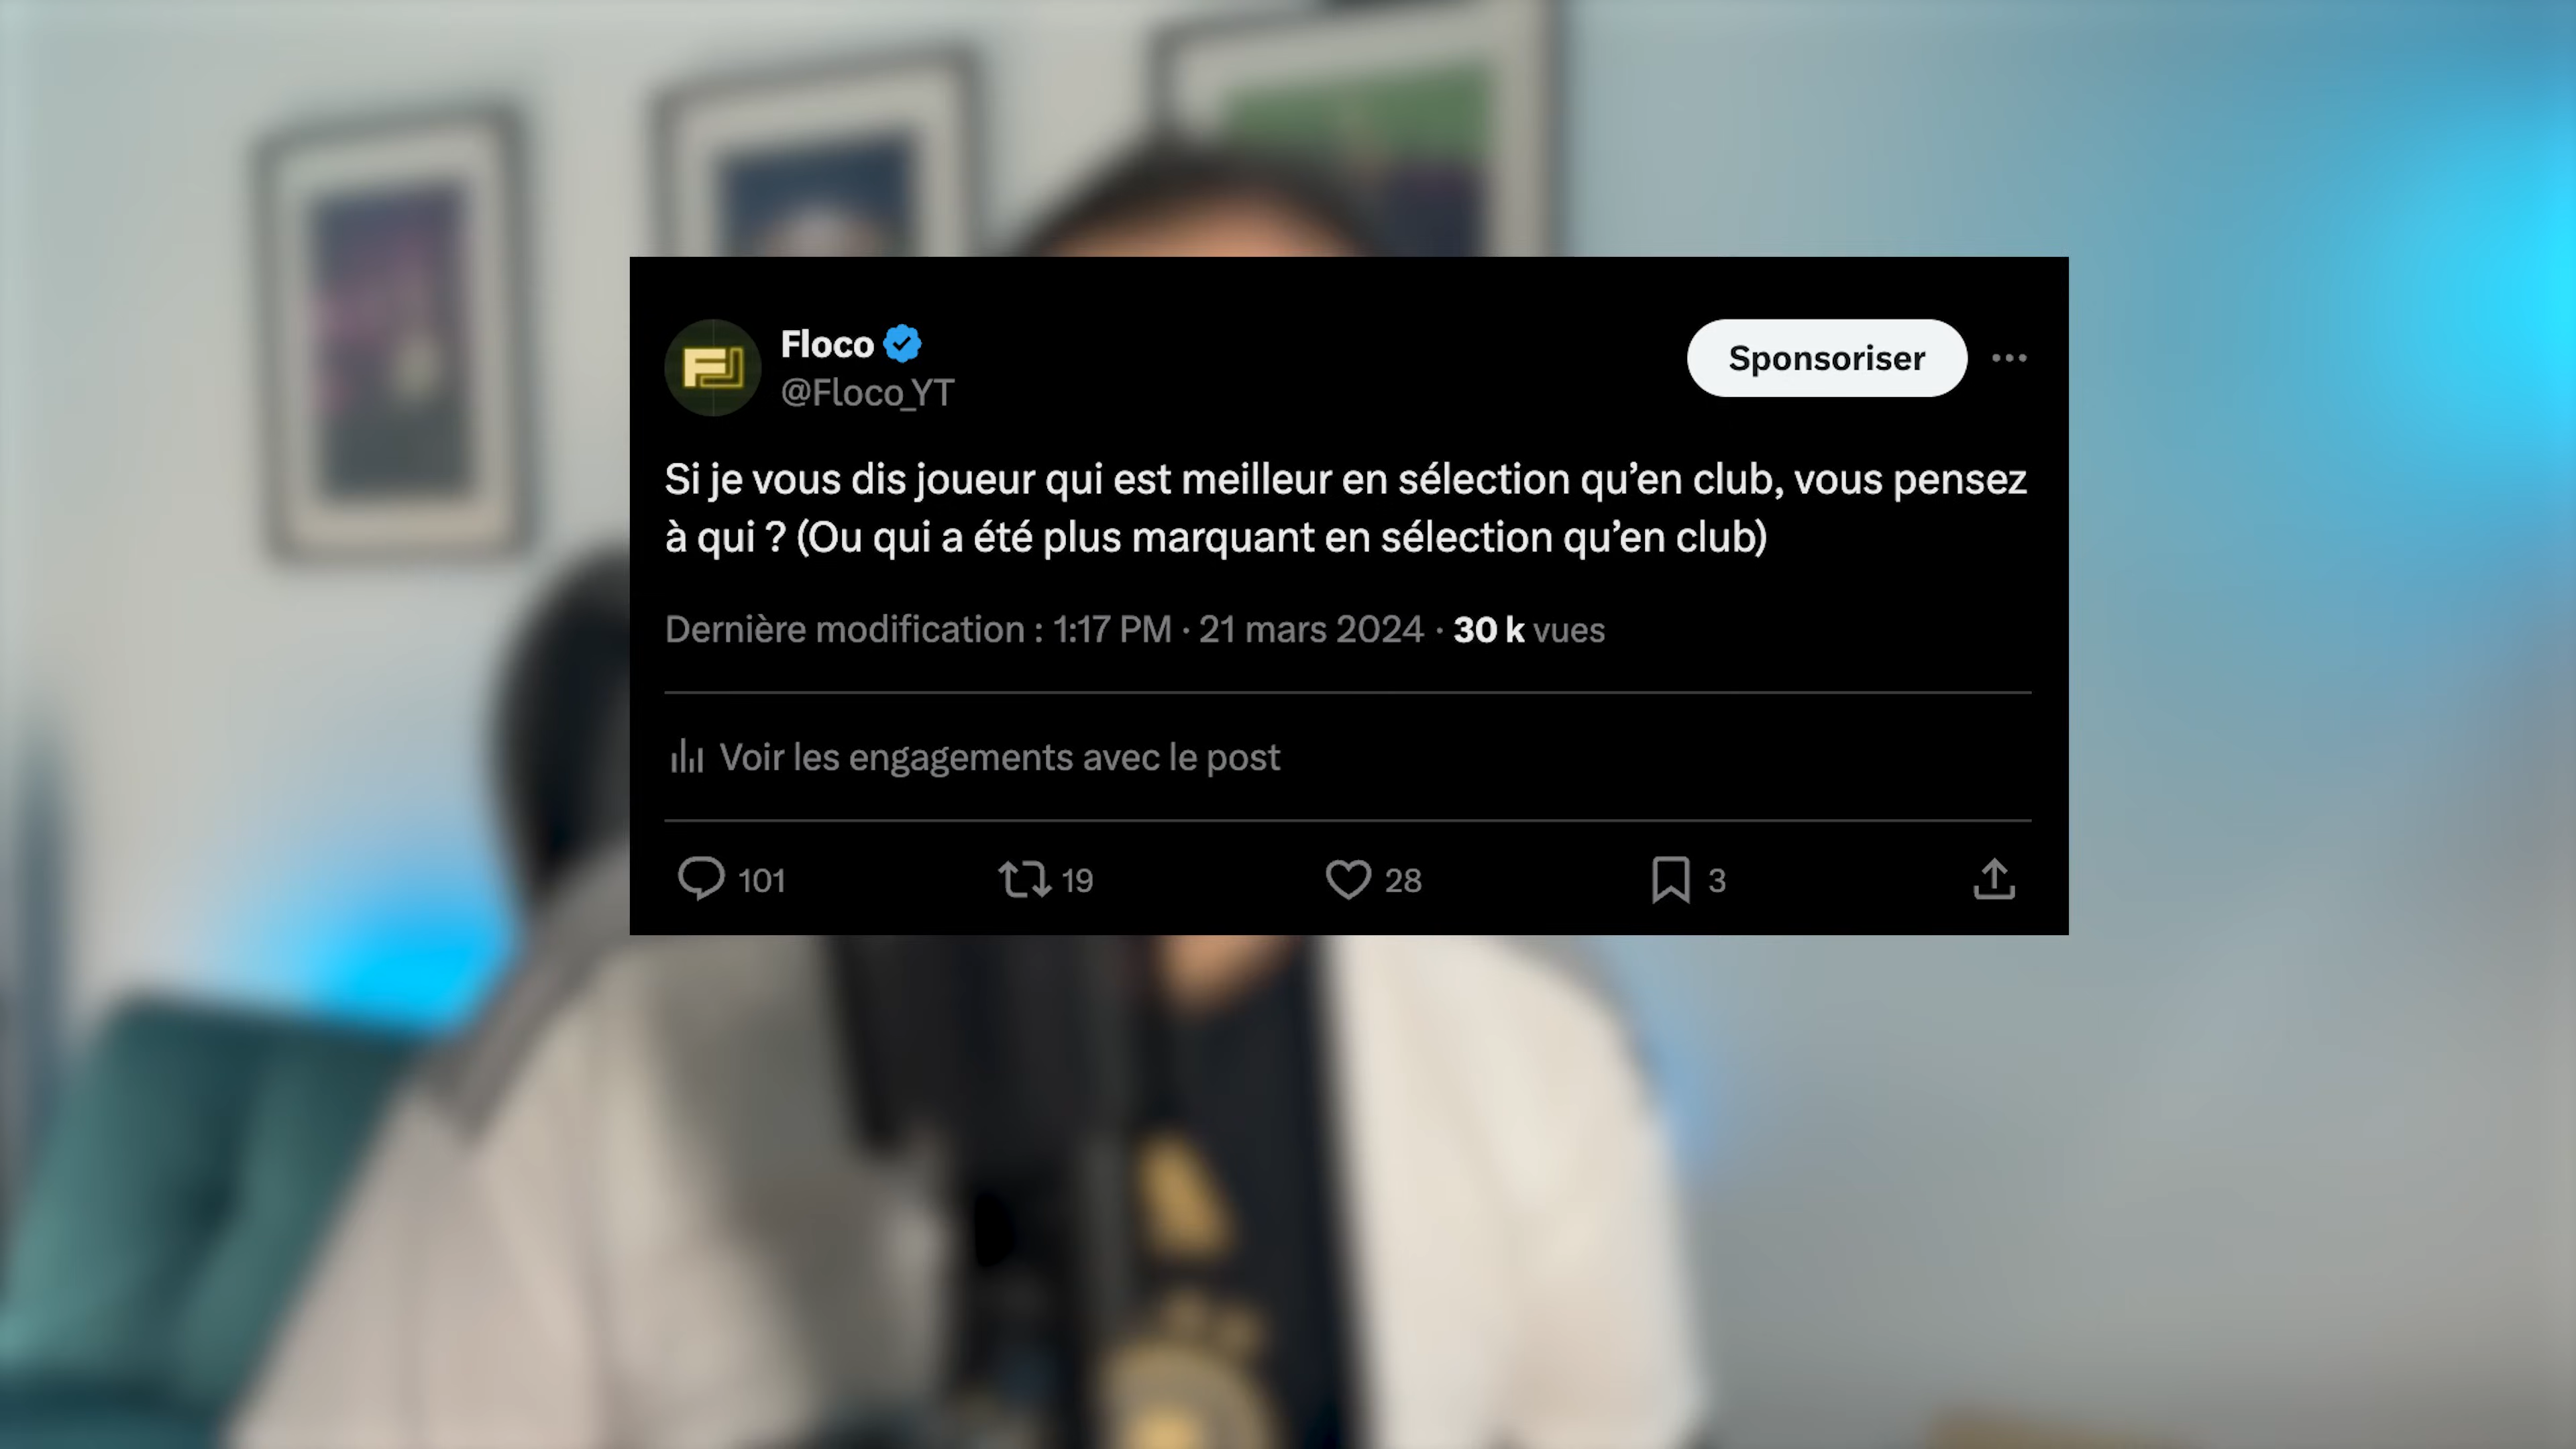 Floco
@Floco_YT
Sponsoriser
Si je vous dis joueur qui est meilleur en sélection qu’en club, vous pensez
à qui ? (Ou qui a été plus marquant en sélection qu’en club)
Dernière modification : 1:17 PM · 21 mars 2024 · 30 k vues
Voir les engagements avec le post
101 19 28 3